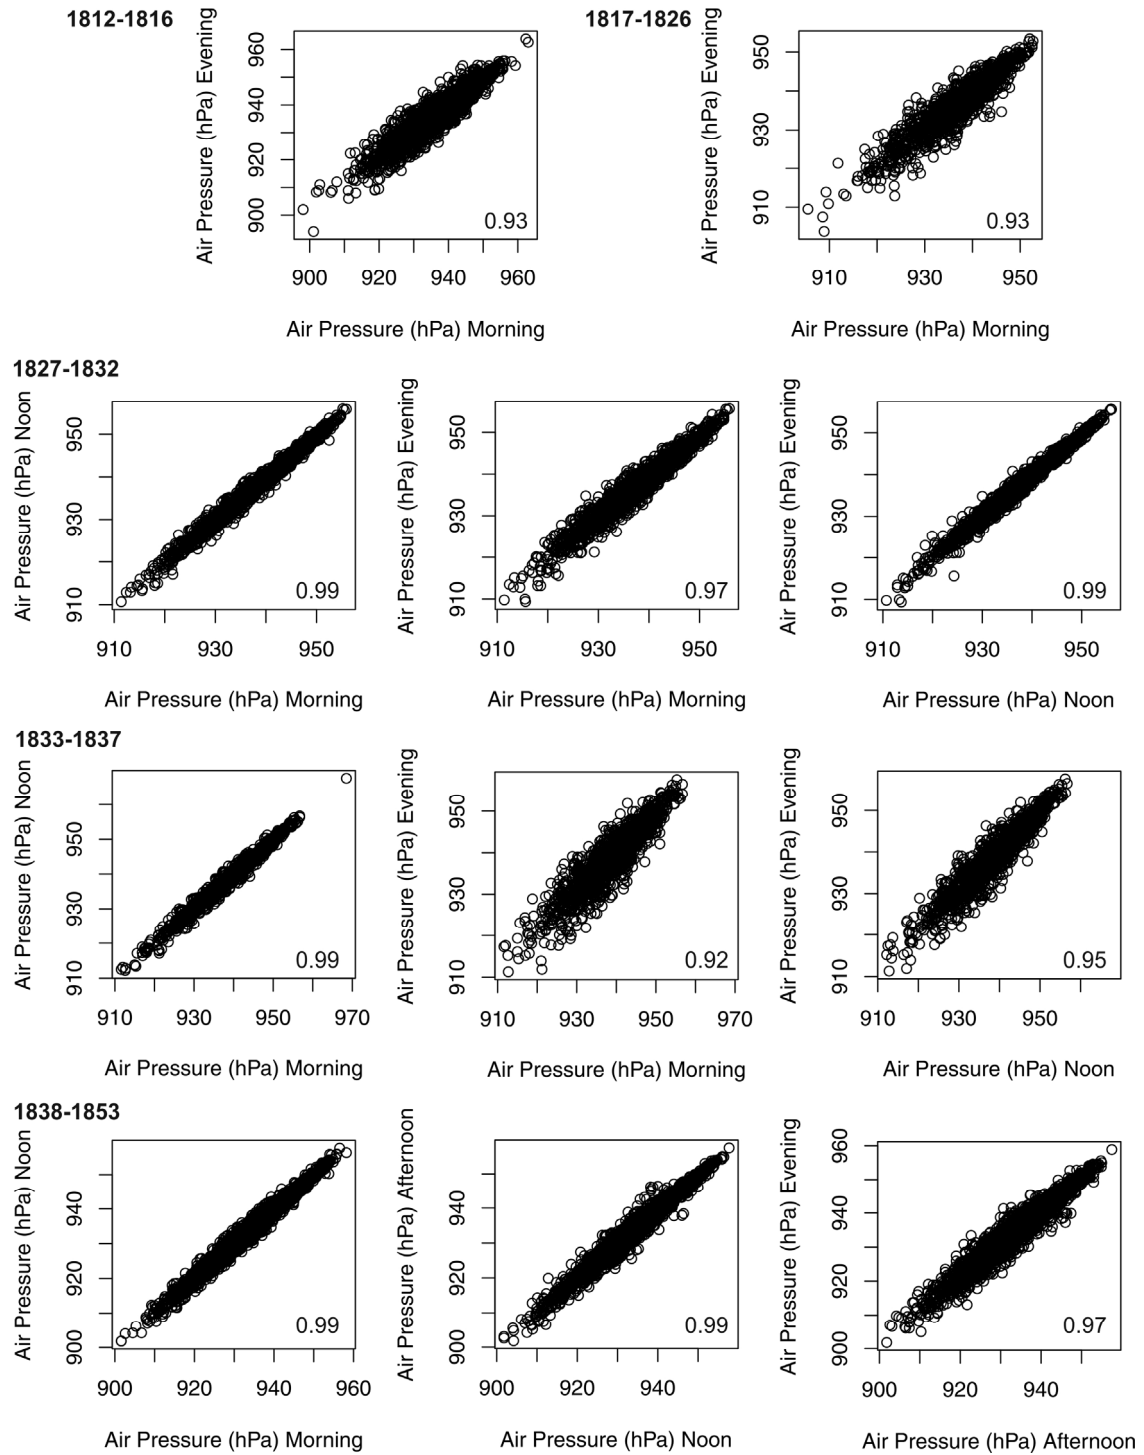 1812-1816
Air Pressure (hPa) Evening
900 920 940 960
0.93
900 920 940 960
Air Pressure (hPa) Morning
1817-1826
Air Pressure (hPa) Evening
910 930 950
0.93
910 930 950
Air Pressure (hPa) Morning
1827-1832
Air Pressure (hPa) Noon
910 930 950
0.99
910 930 950
Air Pressure (hPa) Morning
Air Pressure (hPa) Evening
910 930 950
0.97
910 930 950
Air Pressure (hPa) Morning
Air Pressure (hPa) Evening
910 930 950
0.99
910 930 950
Air Pressure (hPa) Noon
1833-1837
Air Pressure (hPa) Noon
910 930 950
0.99
910 930 950 970
Air Pressure (hPa) Morning
Air Pressure (hPa) Evening
910 930 950
0.92
910 930 950 970
Air Pressure (hPa) Morning
Air Pressure (hPa) Evening
910 930 950
0.95
910 930 950
Air Pressure (hPa) Noon
1838-1853
Air Pressure (hPa) Noon
900 920 940
0.99
900 920 940 960
Air Pressure (hPa) Morning
Air Pressure (hPa) Afternoon
900 920 940
0.99
900 920 940
Air Pressure (hPa) Noon
Air Pressure (hPa) Evening
900 920 940 960
0.97
900 920 940
Air Pressure (hPa) Afternoon